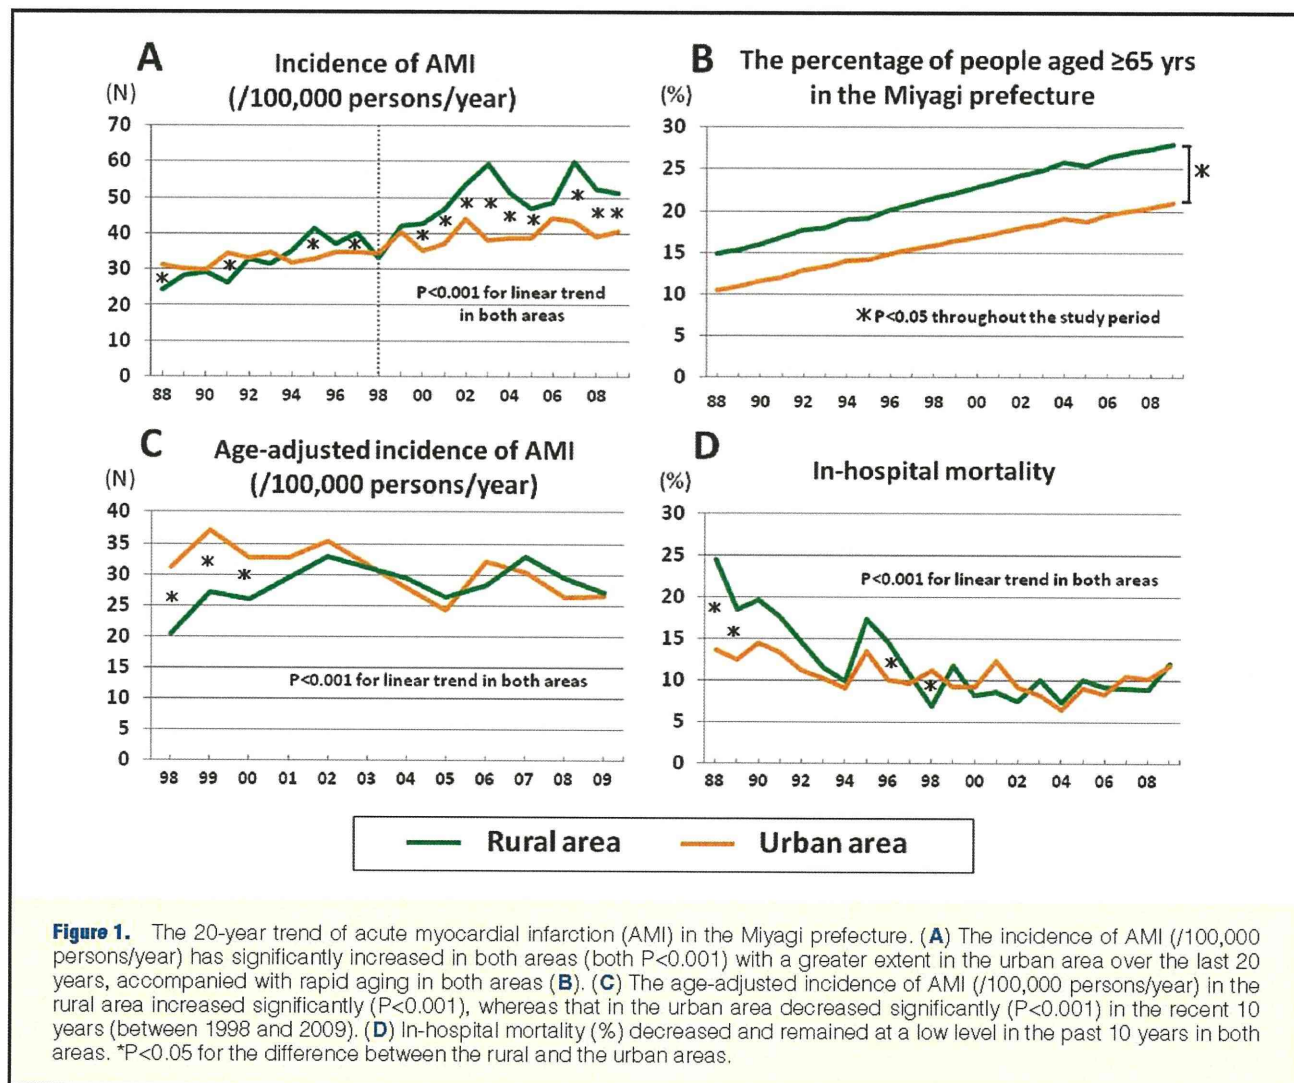 A
Incidence of AMI
(/100,000 persons/year)
(N)
70
60
50
40
30
20
10
0
88 90 92 94 96 98 00 02 04 06 08
* * * * * * * * * * * *
P<0.001 for linear trend
in both areas
B
The percentage of people aged ≥65 yrs
in the Miyagi prefecture
(%)
30
25
20
15
10
5
0
88 90 92 94 96 98 00 02 04 06 08
*
* P<0.05 throughout the study period
C
Age-adjusted incidence of AMI
(/100,000 persons/year)
(N)
40
35
30
25
20
15
10
5
0
98 99 00 01 02 03 04 05 06 07 08 09
* * *
P<0.001 for linear trend in both areas
D
In-hospital mortality
(%)
30
25
20
15
10
5
0
88 90 92 94 96 98 00 02 04 06 08
* * * *
P<0.001 for linear trend in both areas
Rural area Urban area
Figure 1. The 20-year trend of acute myocardial infarction (AMI) in the Miyagi prefecture. (A) The incidence of AMI (/100,000
persons/year) has significantly increased in both areas (both P<0.001) with a greater extent in the urban area over the last 20
years, accompanied with rapid aging in both areas (B). (C) The age-adjusted incidence of AMI (/100,000 persons/year) in the
rural area increased significantly (P<0.001), whereas that in the urban area decreased significantly (P<0.001) in the recent 10
years (between 1998 and 2009). (D) In-hospital mortality (%) decreased and remained at a low level in the past 10 years in both
areas. *P<0.05 for the difference between the rural and the urban areas.